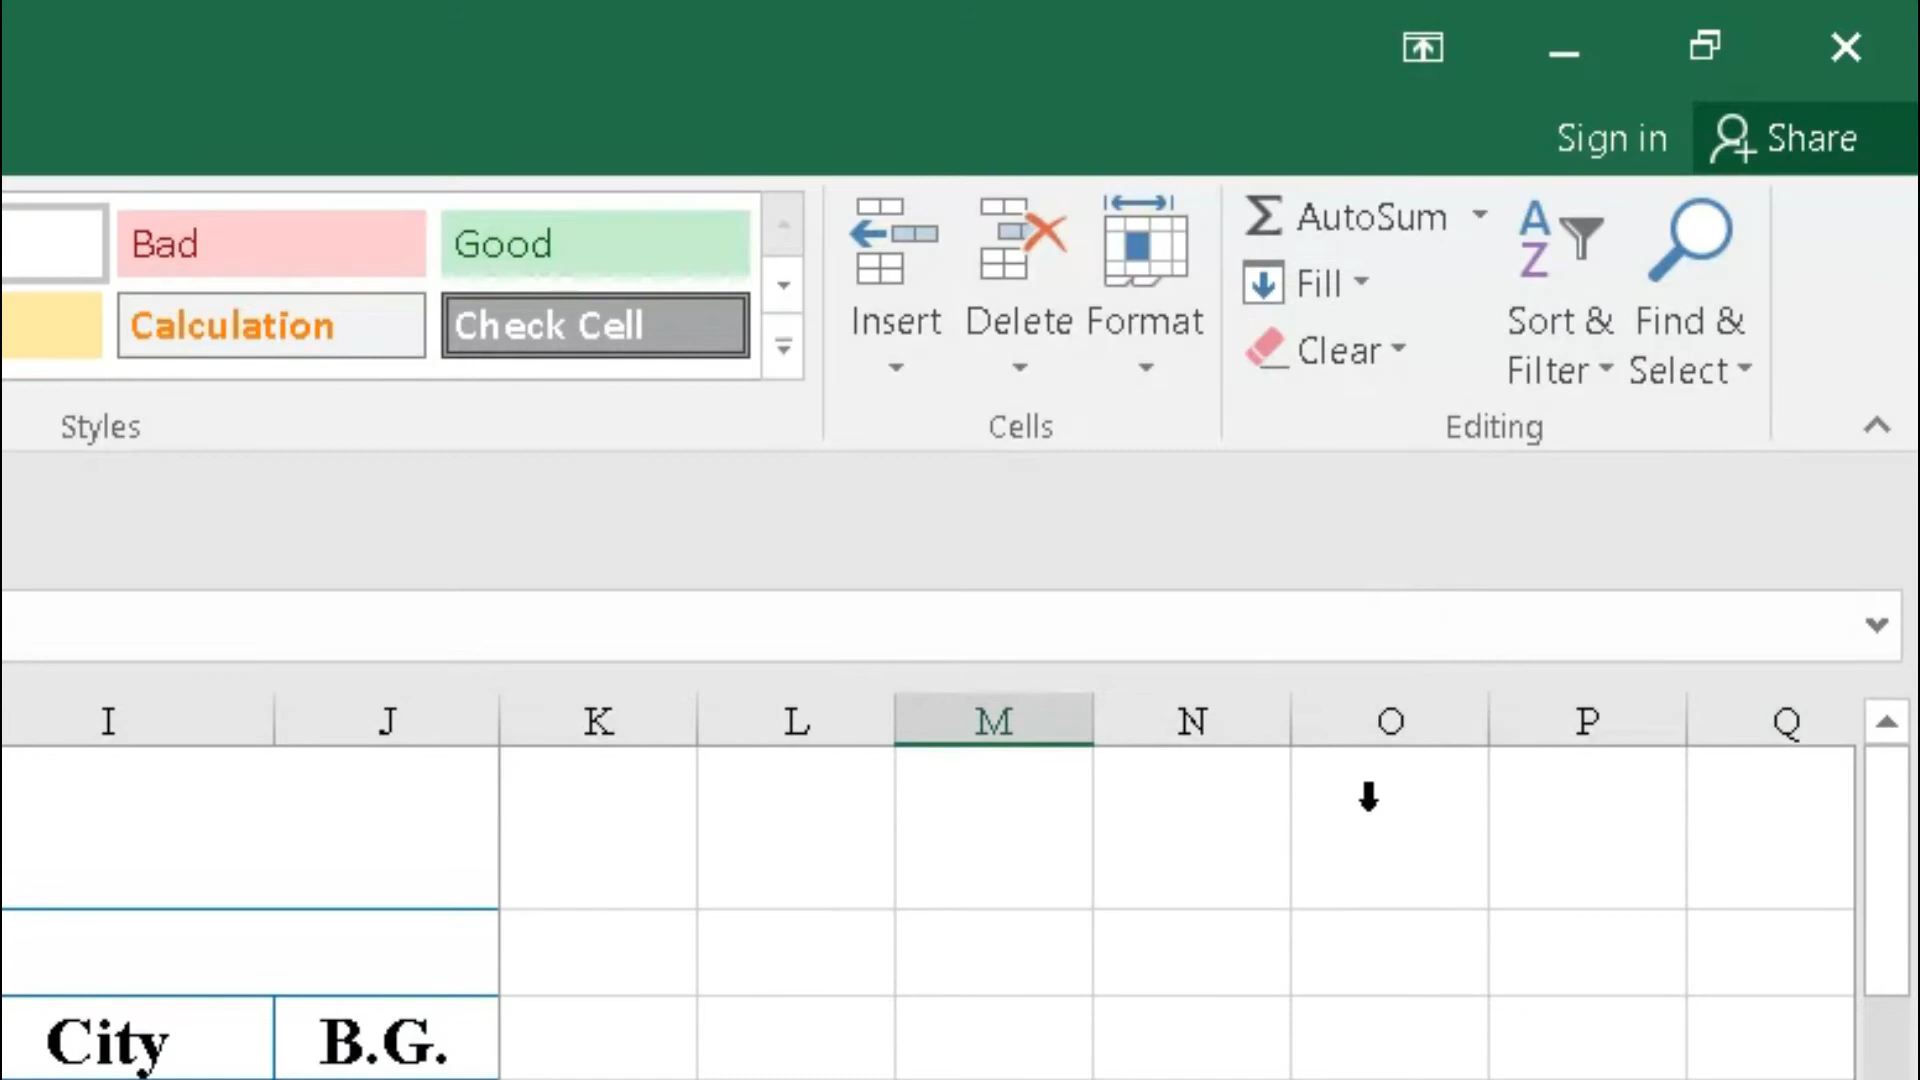 Sign in Share
Bad Good
Calculation Check Cell
Insert Delete Format
AutoSum
Fill
Clear
Sort & Filter
Find & Select
Styles Cells Editing
I J K L M N O P Q
City B.G.